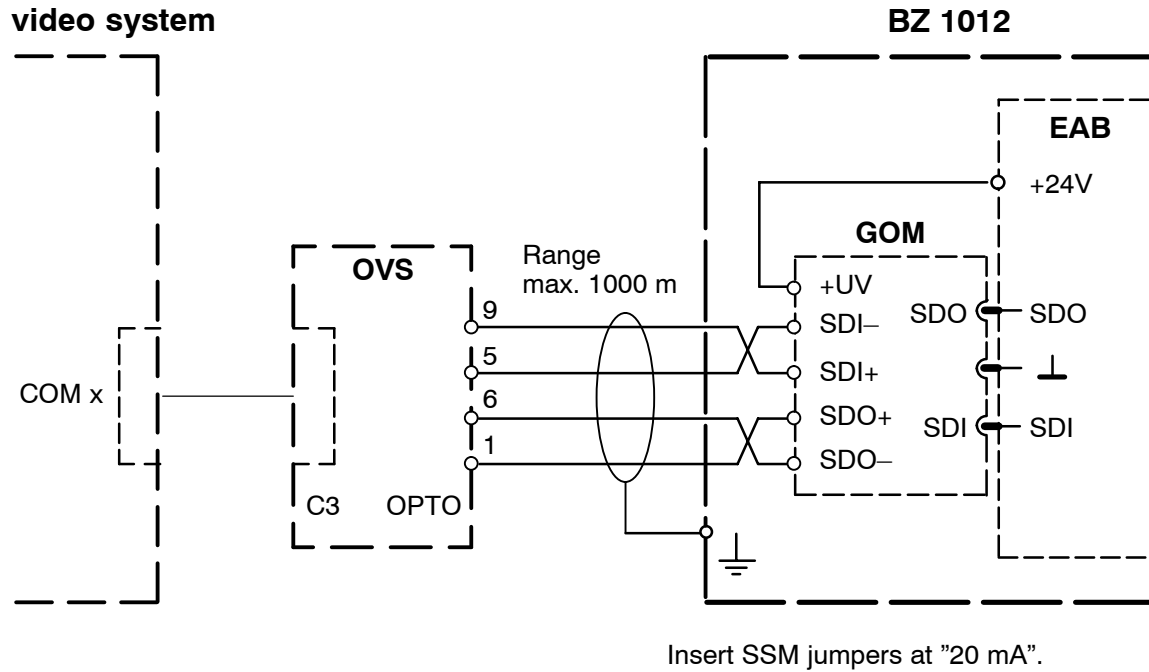 video system
BZ 1012
EAB
+24V
GOM
OVS
Range
max. 1000 m
+UV
9
SDI–
SDO
SDO
5
SDI+
COM x
6
SDO+
SDI
SDI
1
SDO–
C3
OPTO
Insert SSM jumpers at ”20 mA”.